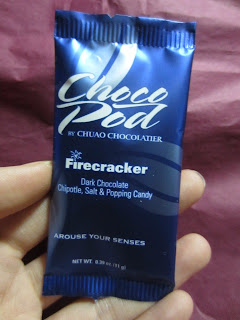 Choco
Pod
BY CHUAO CHOCOLATIER
Firecracker
Dark Chocolate
Chipotle, Salt & Popping Candy
AROUSE YOUR SENSES
NET WT. 0.39 oz (11g)